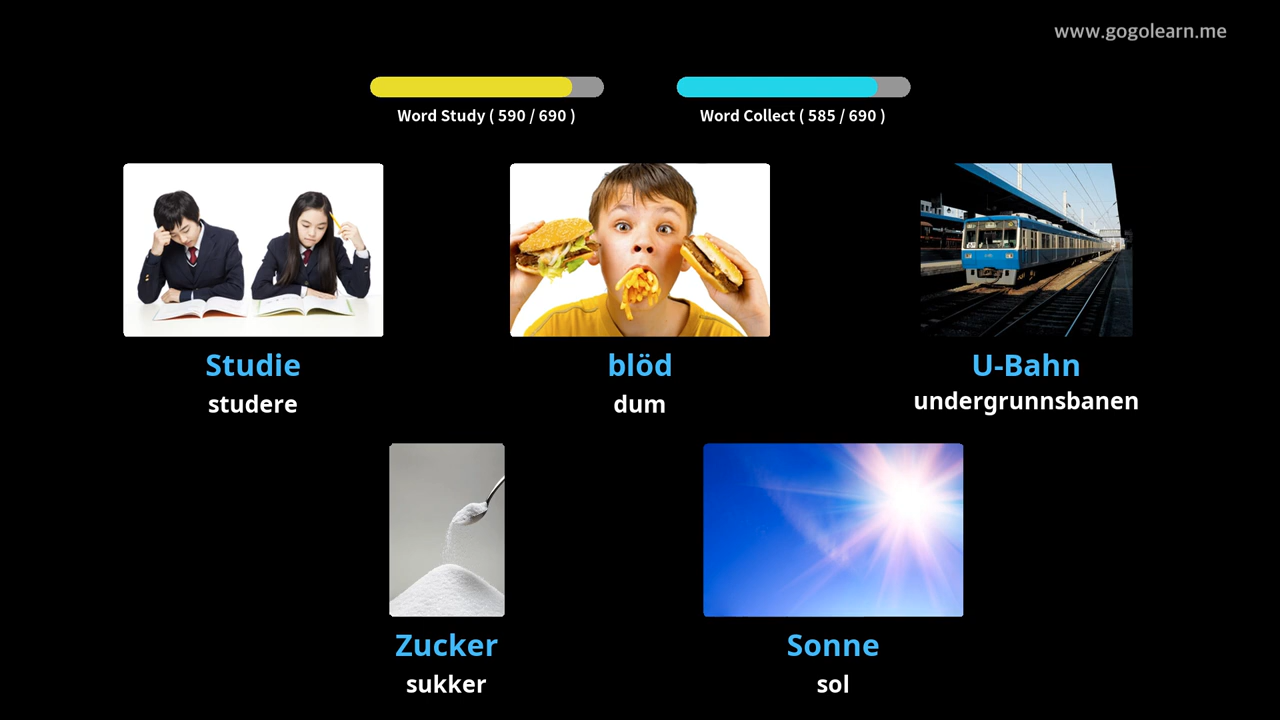 www.gogolearn.me
Word Study ( 590 / 690 )
Word Collect ( 585 / 690 )
Studie
studere
blöd
dum
U-Bahn
undergrunnsbanen
Zucker
sukker
Sonne
sol